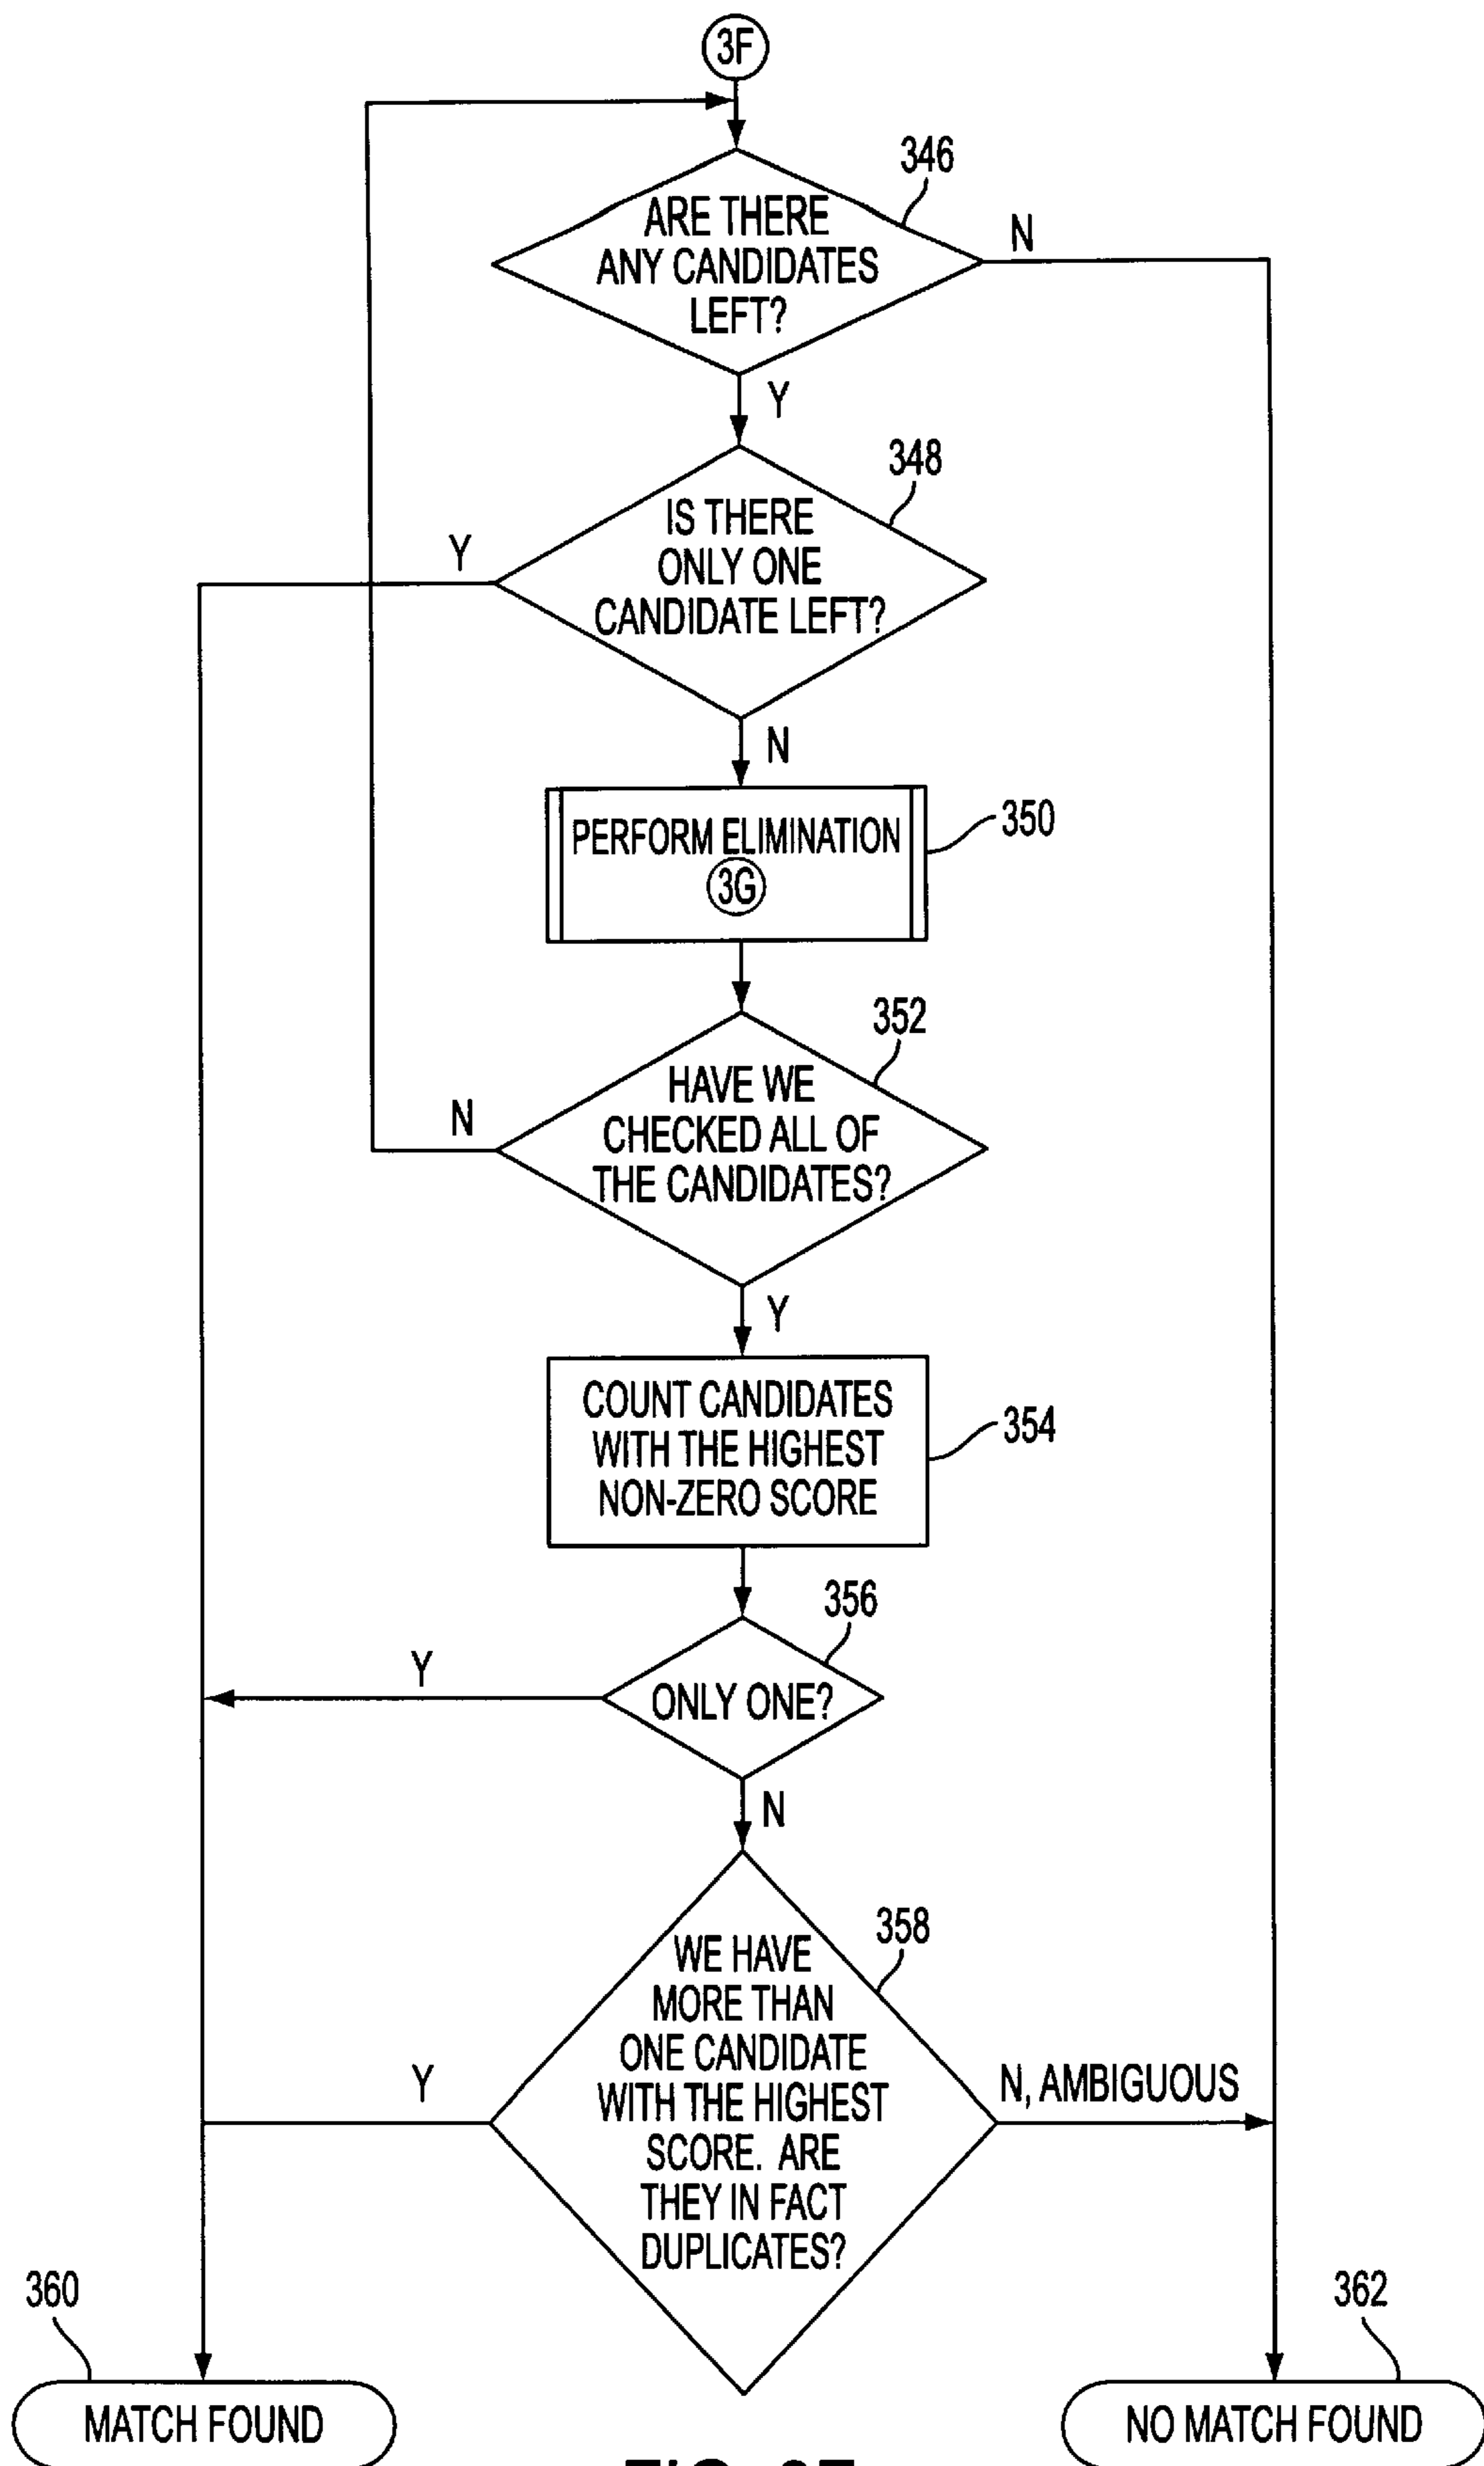 3F
346
ARE THERE
ANY CANDIDATES
LEFT?
N
Y
348
IS THERE
ONLY ONE
CANDIDATE LEFT?
Y
N
350
PERFORM ELIMINATION
3G
352
HAVE WE
CHECKED ALL OF
THE CANDIDATES?
N
Y
COUNT CANDIDATES
WITH THE HIGHEST
NON-ZERO SCORE
354
356
ONLY ONE?
Y
N
358
WE HAVE
MORE THAN
ONE CANDIDATE
WITH THE HIGHEST
SCORE. ARE
THEY IN FACT
DUPLICATES?
Y
N, AMBIGUOUS
360
MATCH FOUND
362
NO MATCH FOUND